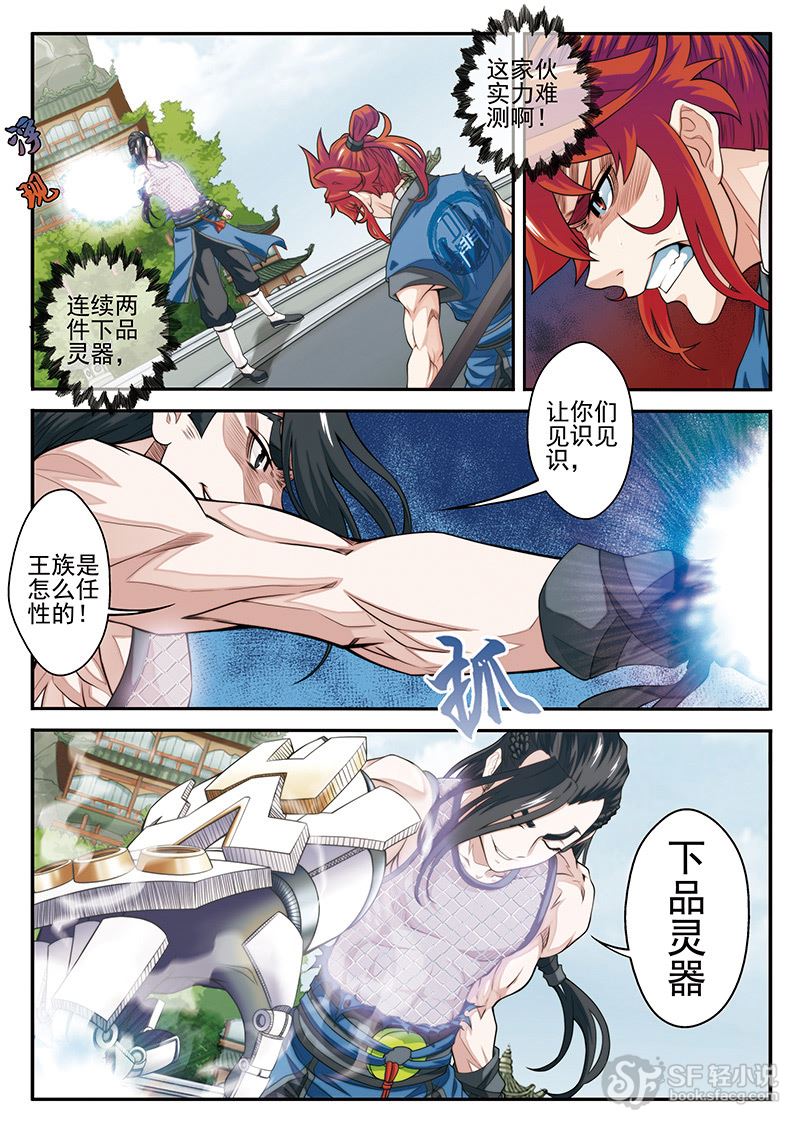 浮
现
连续两
件下品
灵器，
这家伙
实力难
测啊！
让你们
见识见
识，
王族是
怎么任
性的！
抓
下品灵器
SF轻小说
book.sfacg.com